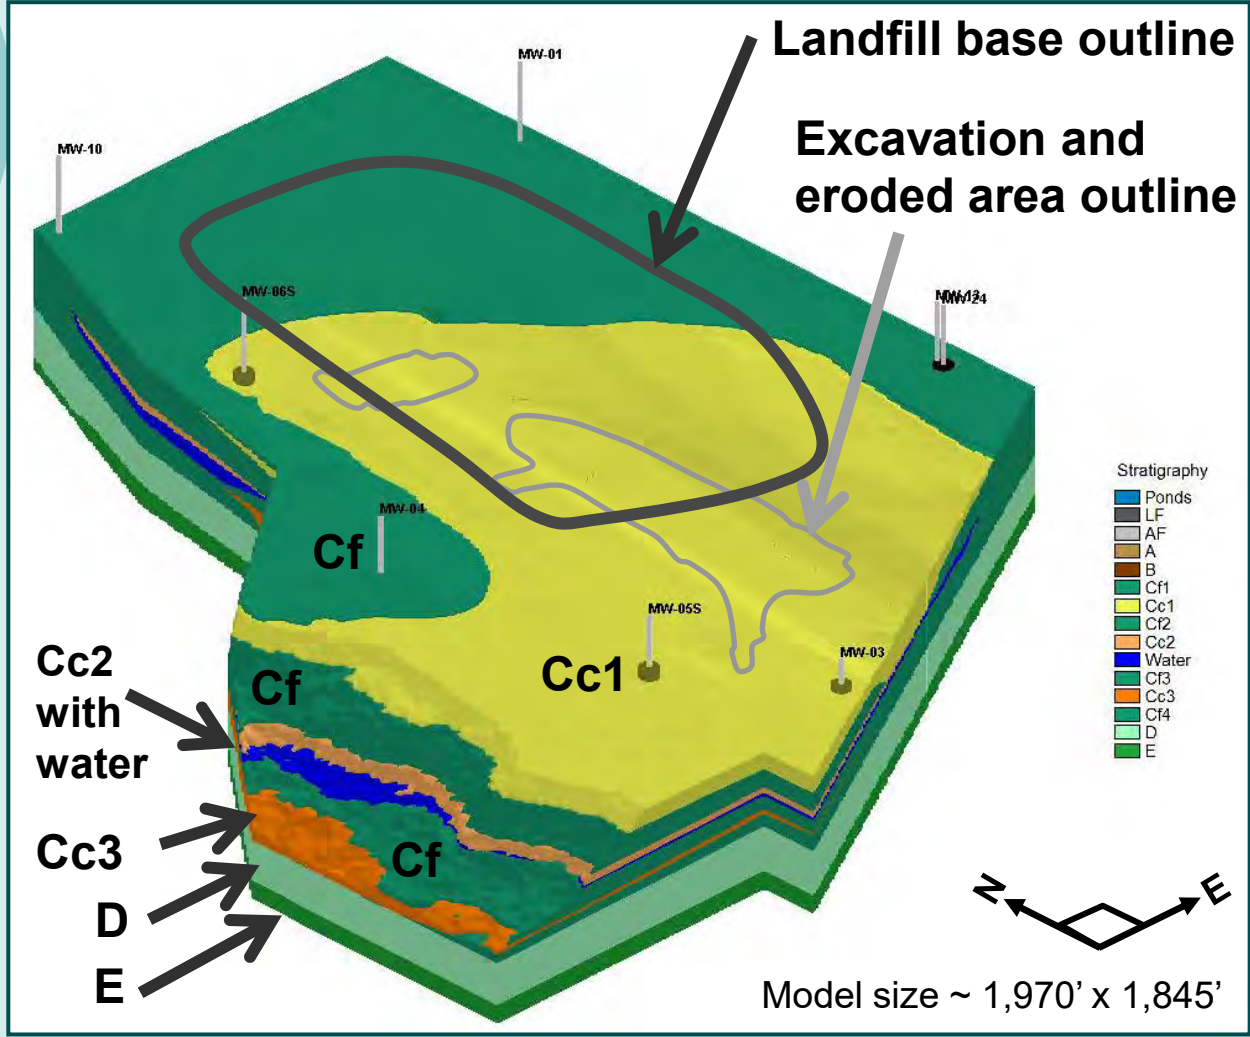 Landfill base outline
Excavation and
eroded area outline
MW-01
MW-10
MW-06S
MW-24
MW-04
Cf
MW-05S
MW-03
Cc1
Cf
Cc2
with
water
Cc3
Cf
D
E
Stratigraphy
Ponds
LF
AF
A
B
Cf1
Cc1
Cf2
Cc2
Water
Cf3
Cc3
Cf4
D
E
N
E
Model size ~ 1,970’ x 1,845’